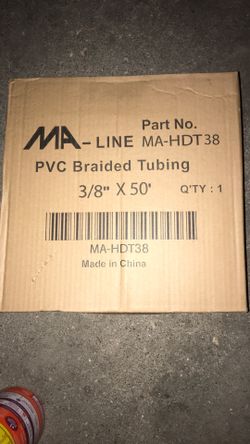 Part No.
MA - LINE MA-HDT38
PVC Braided Tubing
3/8" X 50' Q'TY : 1
MA-HDT38
Made in China